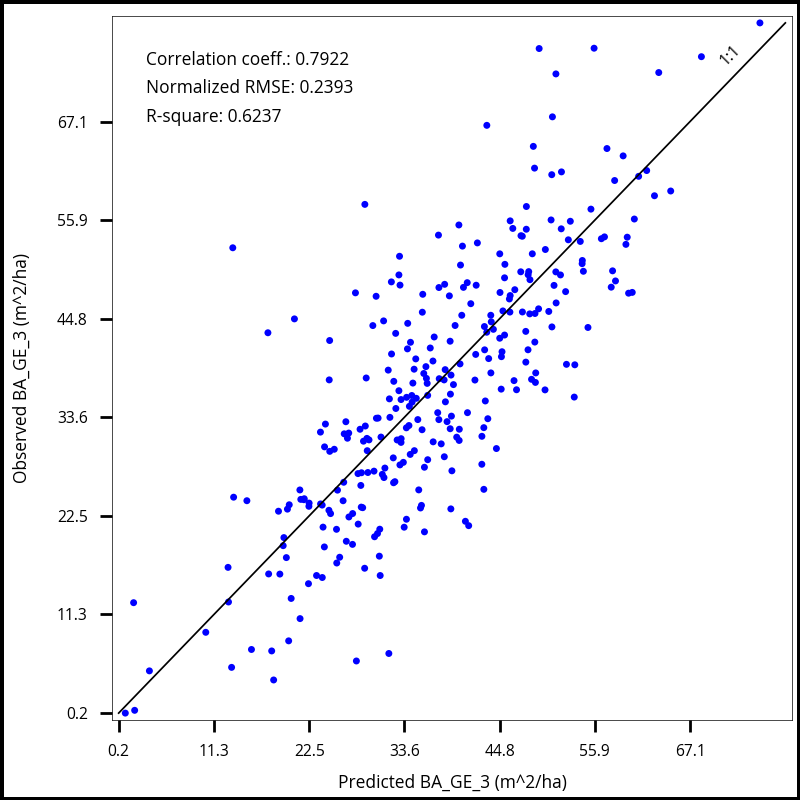 Correlation coeff.: 0.7922
Normalized RMSE: 0.2393
R-square: 0.6237
1:1
67.1
55.9
44.8
33.6
22.5
11.3
0.2
Observed BA_GE_3 (m^2/ha)
0.2 11.3 22.5 33.6 44.8 55.9 67.1
Predicted BA_GE_3 (m^2/ha)